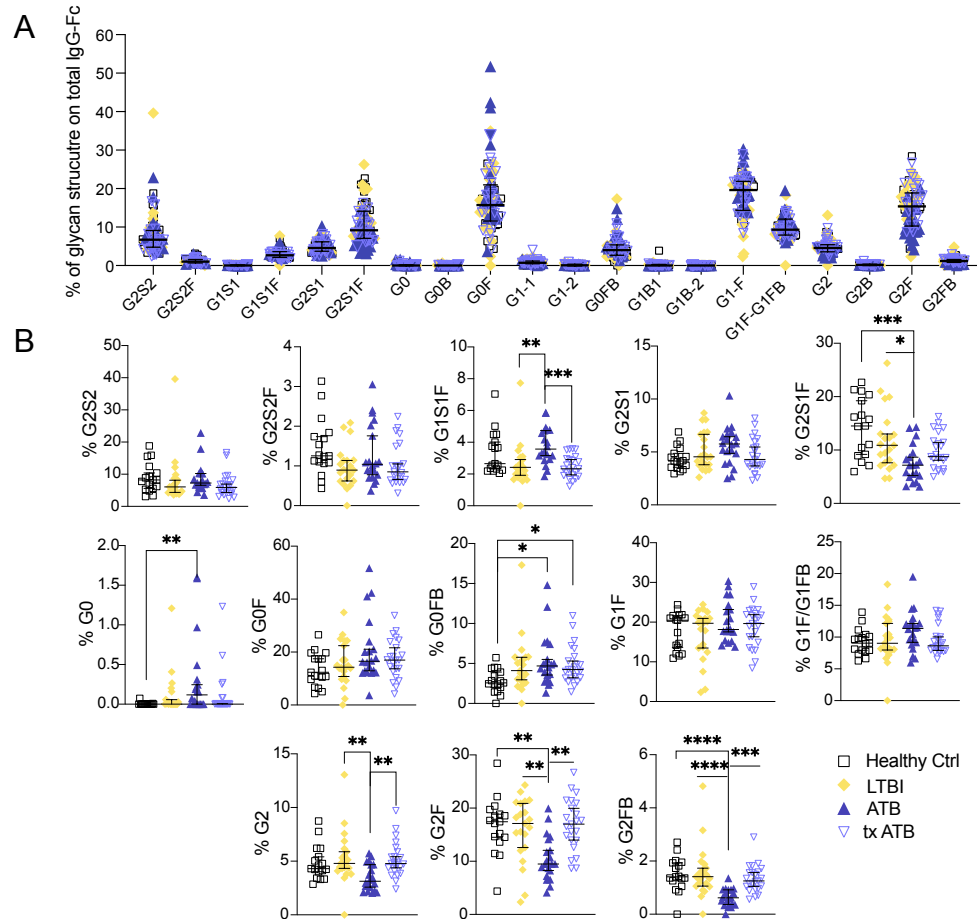 A
% of glycan strucutre on total IgG-Fc
60
50
40
30
20
10
0
G2S2
G2S2F
G1S1
G1S1F
G2S1
G2S1F
G0
G0B
G0F
G1-1
G1-2
G0FB
G1B1
G1B-2
G1-F
G1F-G1FB
G2
G2B
G2F
G2FB
B
% G2S2
50
40
30
20
10
0
% G2S2F
4
3
2
1
0
% G1S1F
10
8
6
4
2
0
** ***
% G2S1
15
10
5
0
% G2S1F
30
20
10
0
*** *
% G0
2.0
1.5
1.0
0.5
0.0
**
% G0F
60
40
20
0
% G0FB
20
15
10
5
0
* *
% G1F
40
30
20
10
0
% G1F/G1FB
25
20
15
10
5
0
% G2
15
10
5
0
** **
% G2F
30
20
10
0
** ** **
% G2FB
6
4
2
0
**** **** ***
Healthy Ctrl
LTBI
ATB
tx ATB